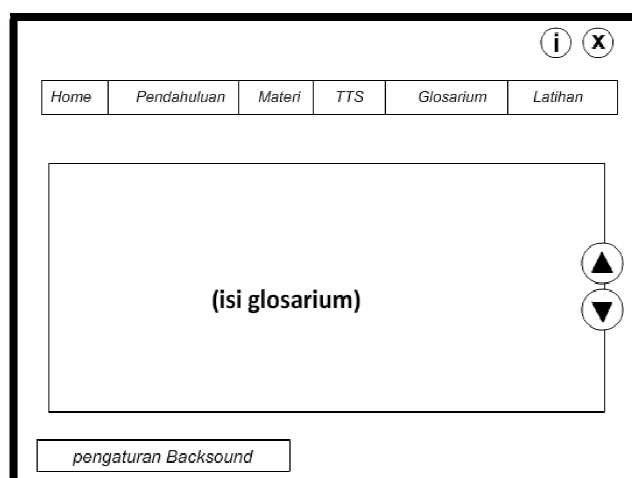 i X
Home Pendahuluan Materi TTS Glosarium Latihan
(isi glosarium)
pengaturan Backsound